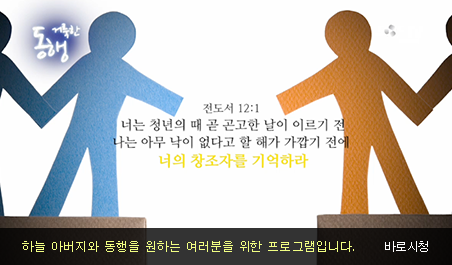 거룩한
동행
전도서 12:1
너는 청년의 때 곧 곤고한 날이 이르기 전
나는 아무 낙이 없다고 할 해가 가깝기 전에
너의 창조자를 기억하라
하늘 아버지와 동행을 원하는 여러분을 위한 프로그램입니다. 바로시청